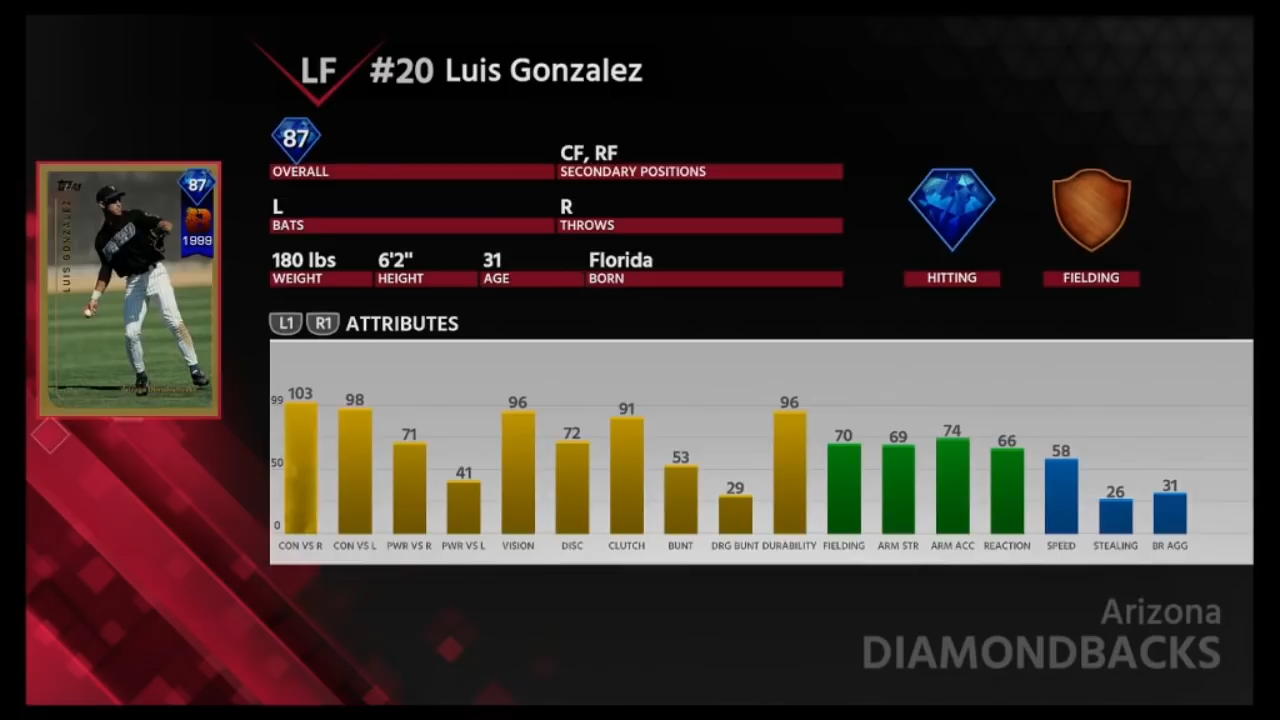 LF #20 Luis Gonzalez
87
OVERALL
CF, RF
SECONDARY POSITIONS
L
BATS
R
THROWS
180 lbs
WEIGHT
6'2"
HEIGHT
31
AGE
Florida
BORN
HITTING
FIELDING
Topps
LUIS GONZALEZ
87
1999
L1 R1 ATTRIBUTES
99
50
0
103 98 71 41 96 72 91 53 29 96 70 69 74 66 58 26 31
CON VS R CON VS L PWR VS R PWR VS L VISION DISC CLUTCH BUNT DRG BUNT DURABILITY FIELDING ARM STR ARM ACC REACTION SPEED STEALING BR AGG
Arizona
DIAMONDBACKS